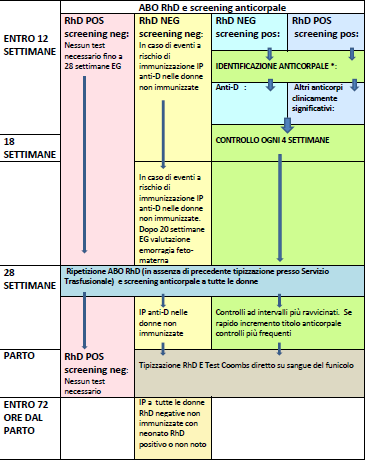 ABO RhD e screening anticorpale
ENTRO 12
SETTIMANE
RhD POS
screening neg:
Nessun test
necessario fino a
28 settimane EG
RhD NEG
screening neg:
In caso di eventi a
rischio di
immunizzazione IP
anti-D nelle donne
non immunizzate
RhD NEG
screening pos:
RhD POS
screening pos:
IDENTIFICAZIONE ANTICORPALE *:
Anti-D :
Altri anticorpi
clinicamente
significativi:
18
SETTIMANE
CONTROLLO OGNI 4 SETTIMANE
In caso di eventi a
rischio di
immunizzazione IP
anti-D nelle donne
non immunizzate.
Dopo 20 settimane
EG valutazione
emorragia feto-
materna
28
SETTIMANE
Ripetizione ABO RhD (in assenza di precedente tipizzazione presso Servizio
Trasfusionale) e screening anticorpale a tutte le donne
IP anti-D nelle
donne non
immunizzate
Controlli ad intervalli più ravvicinati. Se
rapido incremento titolo anticorpale
controlli più frequenti
PARTO
RhD POS
screening neg:
Nessun test
necessario
Tipizzazione RhD E Test Coombs diretto su sangue del funicolo
ENTRO 72
ORE DAL
PARTO
IP a tutte le donne
RhD negative non
immunizzate con
neonato RhD
positivo o non noto